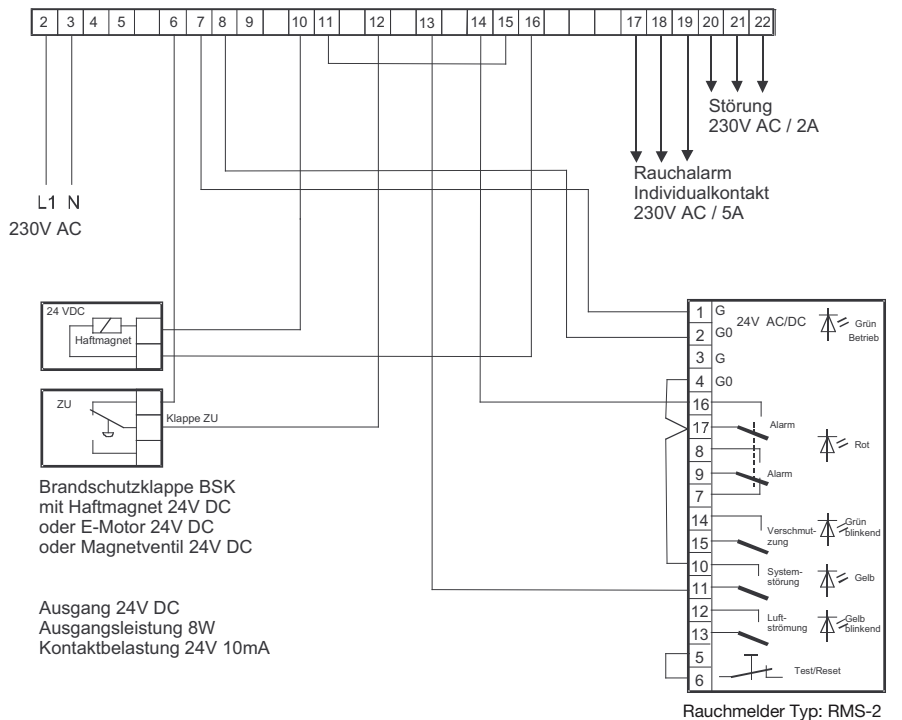 2 3 4 5 6 7 8 9 10 11 12 13 14 15 16 17 18 19 20 21 22
Störung
230V AC / 2A
Rauchalarm
Individualkontakt
230V AC / 5A
L1 N
230V AC
24 VDC
Haftmagnet
ZU
Klappe ZU
Brandschutzklappe BSK
mit Haftmagnet 24V DC
oder E-Motor 24V DC
oder Magnetventil 24V DC
Ausgang 24V DC
Ausgangsleistung 8W
Kontaktbelastung 24V 10mA
1 G
24V AC/DC
Grün
Betrieb
2 G0
3 G
4 G0
16
17 Alarm
Rot
8
9 Alarm
7
14
Verschmut-
zung
Grün
blinkend
15
10
System-
störung
Gelb
11
12
Luft-
strömung
Gelb
blinkend
13
5
Test/Reset
6
Rauchmelder Typ: RMS-2